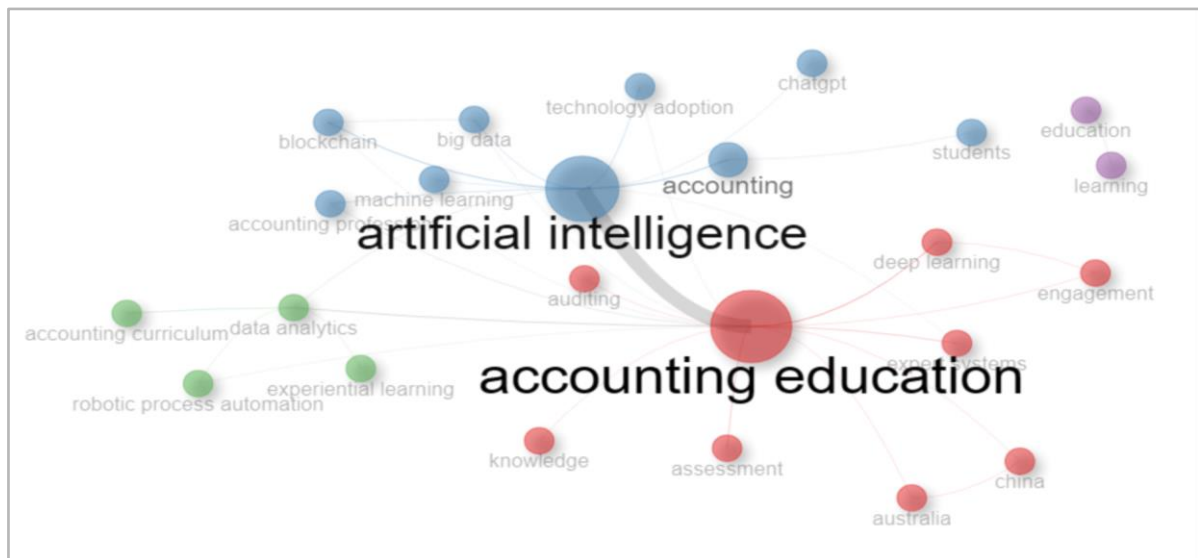 chatgpt
technology adoption
education
blockchain
big data
students
learning
machine learning
accounting
accounting profession
artificial intelligence
deep learning
auditing
engagement
accounting curriculum
data analytics
expert systems
accounting education
experiential learning
robotic process automation
knowledge
assessment
china
australia